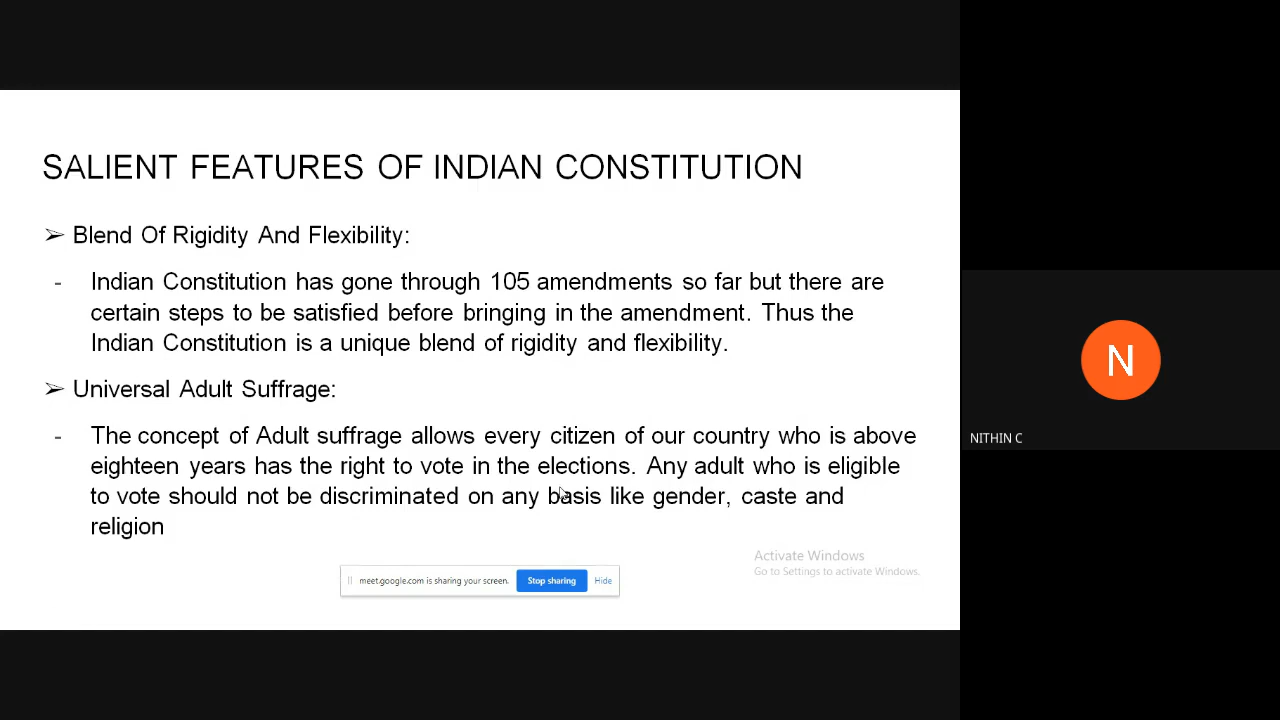 SALIENT FEATURES OF INDIAN CONSTITUTION
➢ Blend Of Rigidity And Flexibility:
- Indian Constitution has gone through 105 amendments so far but there are
certain steps to be satisfied before bringing in the amendment. Thus the
Indian Constitution is a unique blend of rigidity and flexibility.
➢ Universal Adult Suffrage:
- The concept of Adult suffrage allows every citizen of our country who is above
eighteen years has the right to vote in the elections. Any adult who is eligible
to vote should not be discriminated on any basis like gender, caste and
religion
Activate Windows
Go to Settings to activate Windows.
meet.google.com is sharing your screen. Stop sharing Hide
N
NITHIN C